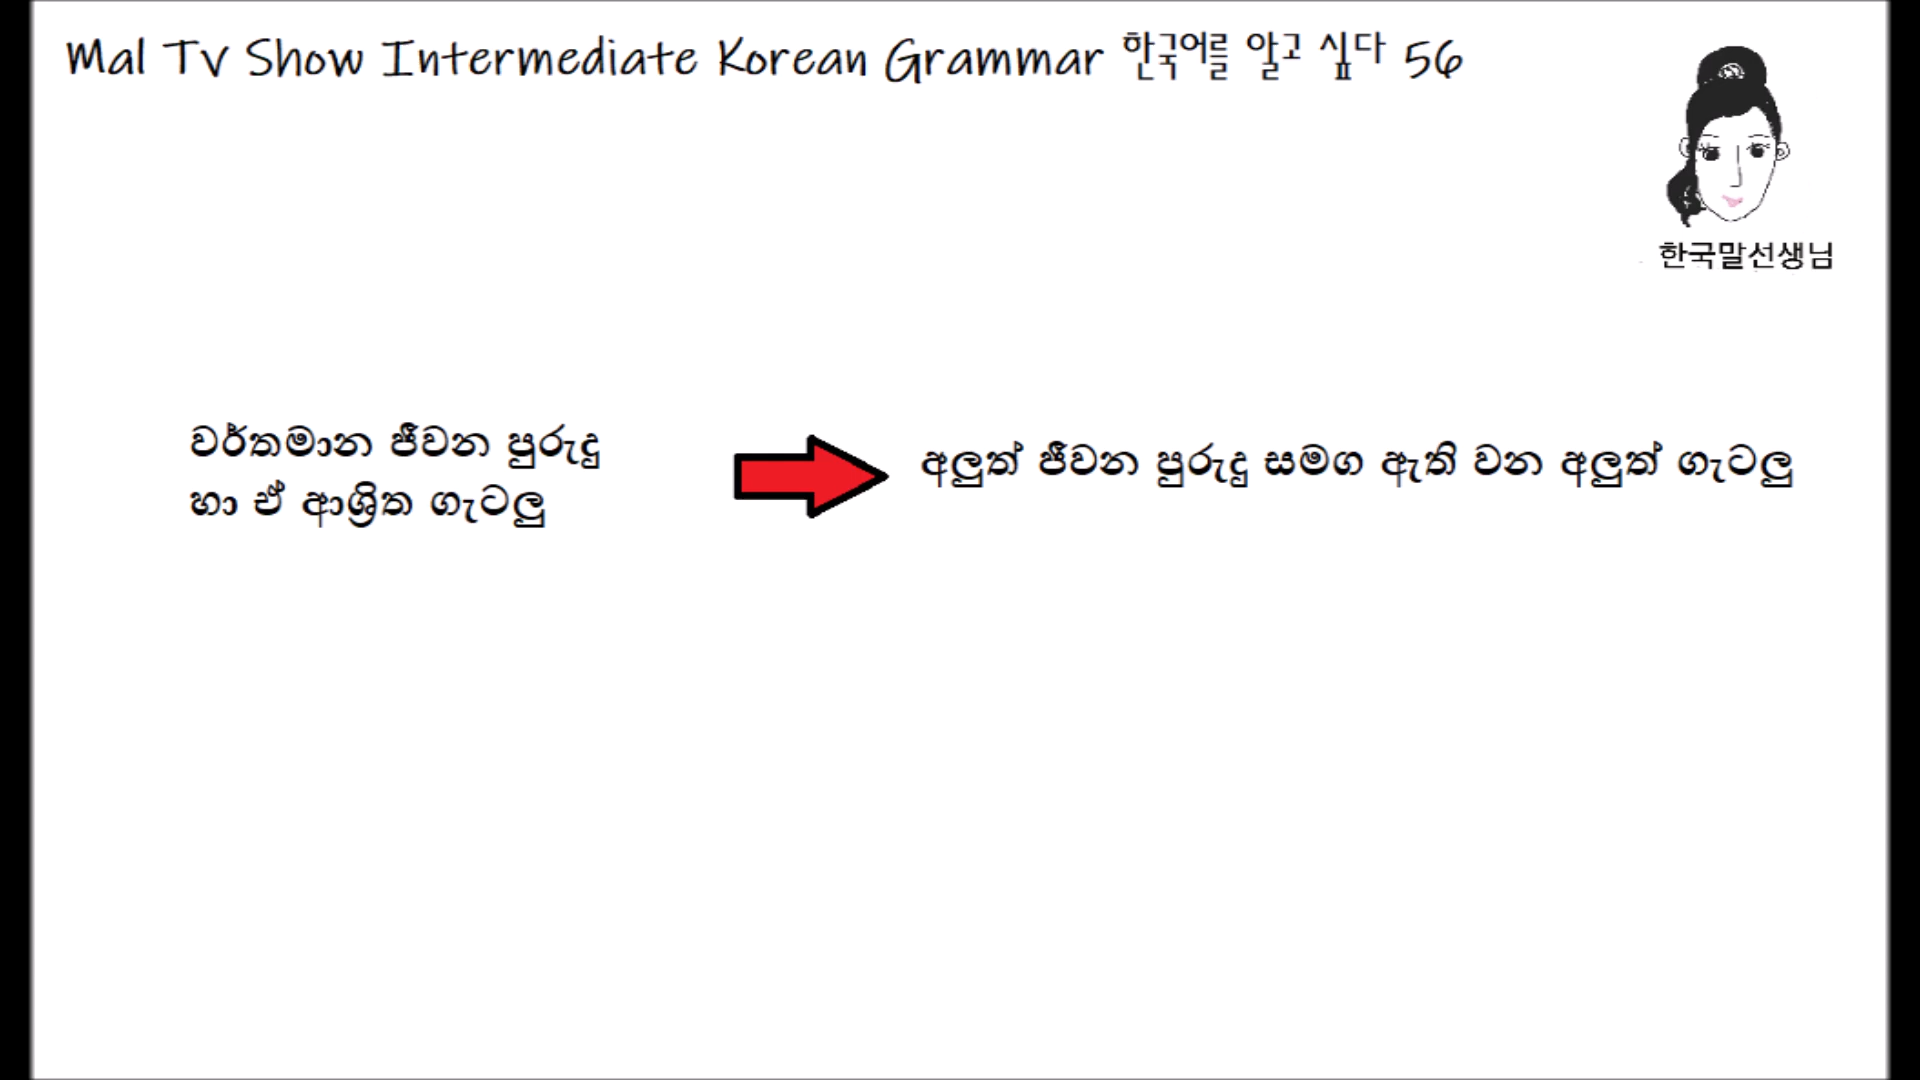 Mal TV Show Intermediate Korean Grammar 한국어를 알고 싶다 56
한국말선생님
වර්තමාන ජීවන පුරුදු
හා ඒ ආශ්‍රිත ගැටලු
අලුත් ජීවන පුරුදු සමග ඇති වන අලුත් ගැටලු